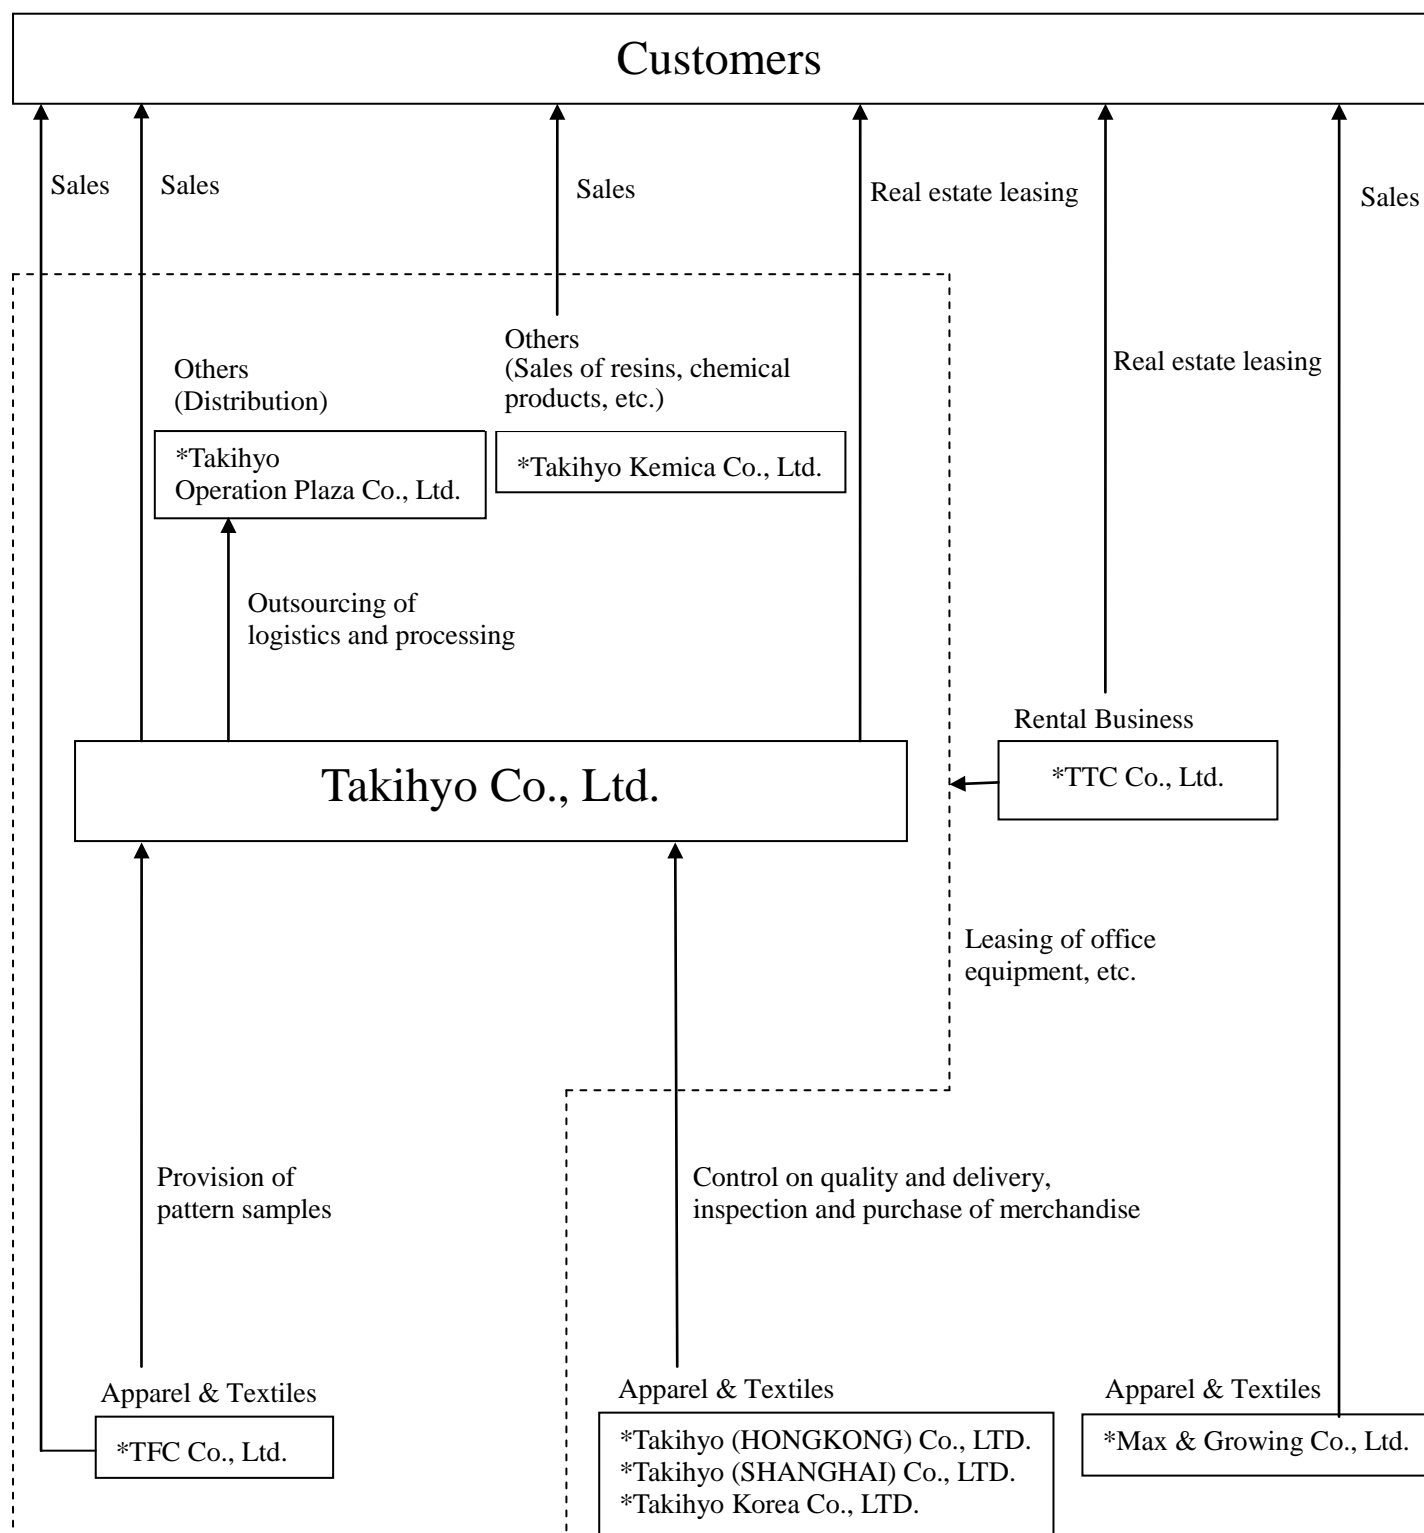 Customers
Sales
Sales
Sales
Real estate leasing
Sales
Others
(Distribution)
Others
(Sales of resins, chemical
products, etc.)
Real estate leasing
*Takihyo
Operation Plaza Co., Ltd.
*Takihyo Kemica Co., Ltd.
Outsourcing of
logistics and processing
Rental Business
Takihyo Co., Ltd.
*TTC Co., Ltd.
Leasing of office
equipment, etc.
Provision of
pattern samples
Control on quality and delivery,
inspection and purchase of merchandise
Apparel & Textiles
*TFC Co., Ltd.
Apparel & Textiles
*Takihyo (HONGKONG) Co., LTD.
*Takihyo (SHANGHAI) Co., LTD.
*Takihyo Korea Co., LTD.
Apparel & Textiles
*Max & Growing Co., Ltd.